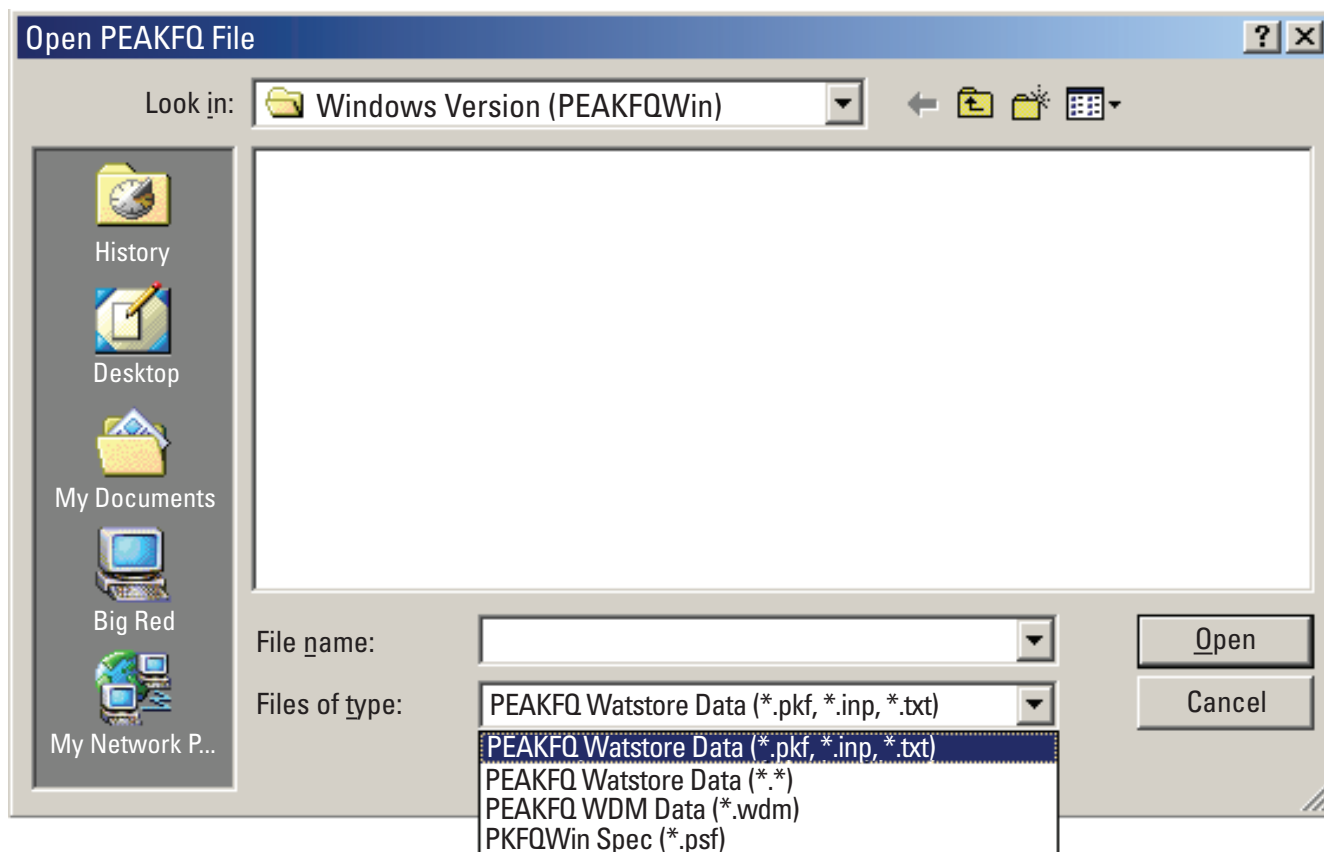 Open PEAKFQ File
Look in:
Windows Version (PEAKFQWin)
History
Desktop
My Documents
Big Red
My Network P...
File name:
Open
Files of type:
PEAKFQ Watstore Data (*.pkf, *.inp, *.txt)
Cancel
PEAKFQ Watstore Data (*.pkf, *.inp, *.txt)
PEAKFQ Watstore Data (*.*)
PEAKFQ WDM Data (*.wdm)
PKFQWin Spec (*.psf)